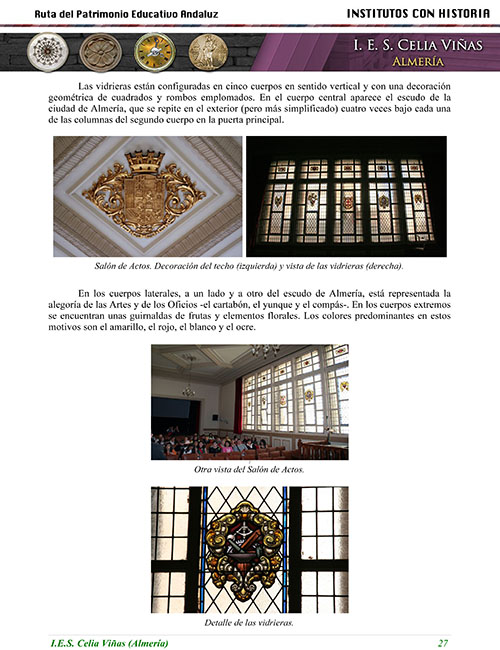 Ruta del Patrimonio Educativo Andaluz
INSTITUTOS CON HISTORIA
I. E. S. CELIA VIÑAS
ALMERÍA
Las vidrieras están configuradas en cinco cuerpos en sentido vertical y con una decoración
geométrica de cuadrados y rombos emplomados. En el cuerpo central aparece el escudo de la
ciudad de Almería, que se repite en el exterior (pero más simplificado) cuatro veces bajo cada una
de las columnas del segundo cuerpo en la puerta principal.
Salón de Actos. Decoración del techo (izquierda) y vista de las vidrieras (derecha).
En los cuerpos laterales, a un lado y a otro del escudo de Almería, está representada la
alegoría de las Artes y de los Oficios -el cartabón, el yunque y el compás-. En los cuerpos extremos
se encuentran unas guirnaldas de frutas y elementos florales. Los colores predominantes en estos
motivos son el amarillo, el rojo, el blanco y el ocre.
Otra vista del Salón de Actos.
Detalle de las vidrieras.
I.E.S. Celia Viñas (Almería)
27